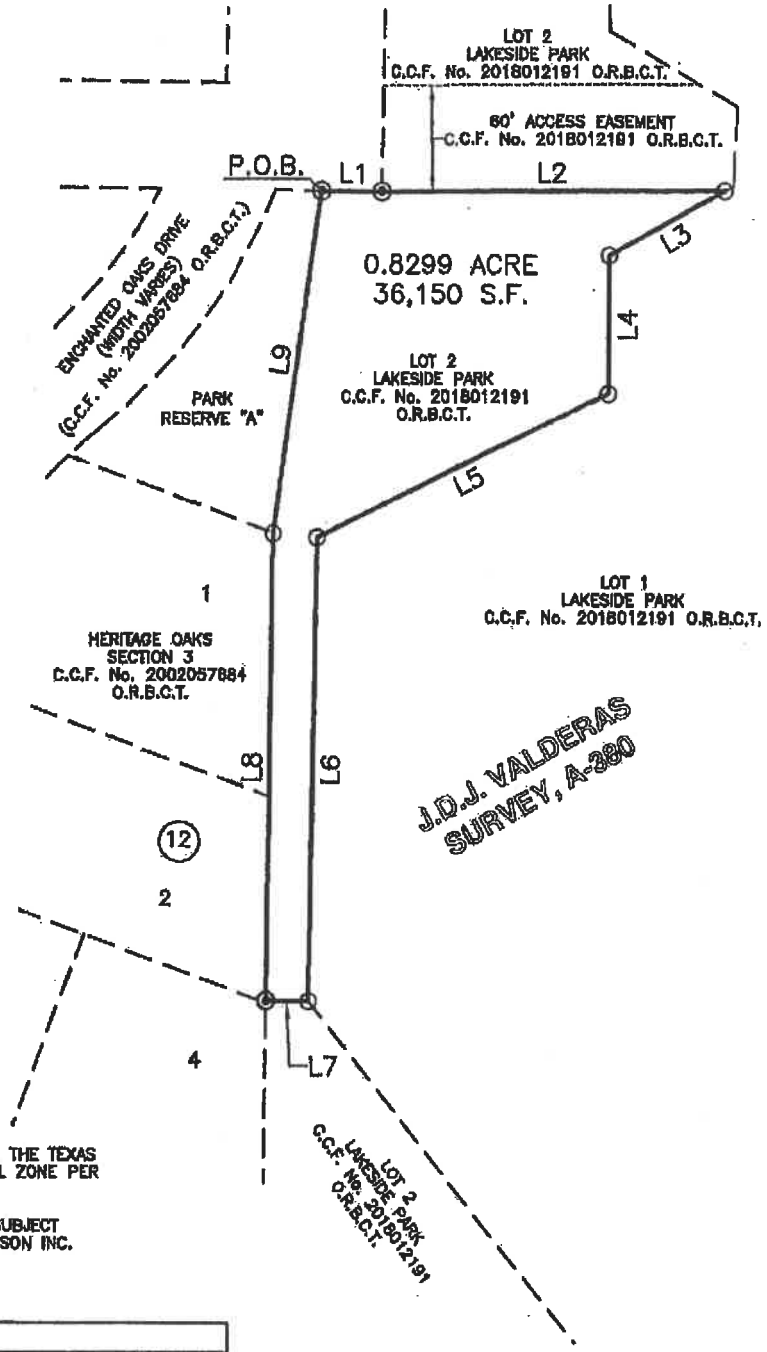 LOT 2
LAKESIDE PARK
C.C.F. No. 2018012191 O.R.B.C.T.
60' ACCESS EASEMENT
C.C.F. No. 2018012191 O.R.B.C.T.
P.O.B.
L1
L2
L3
0.8299 ACRE
36,150 S.F.
L4
ENCHANTED OAKS DRIVE
(WIDTH VARIES)
(C.C.F. No. 2002057884 O.R.B.C.T.)
L9
LOT 2
LAKESIDE PARK
C.C.F. No. 2018012191
O.R.B.C.T.
PARK
RESERVE "A"
L5
1
LOT 1
LAKESIDE PARK
C.C.F. No. 2018012191 O.R.B.C.T.
HERITAGE OAKS
SECTION 3
C.C.F. No. 2002057884
O.R.B.C.T.
L8
L6
J.D.J. VALDERAS
SURVEY, A-380
12
2
4
L7
LOT 2
LAKESIDE PARK
C.C.F. No. 2018012191
O.R.B.C.T.
THE TEXAS
ZONE PER
SUBJECT
SON INC.